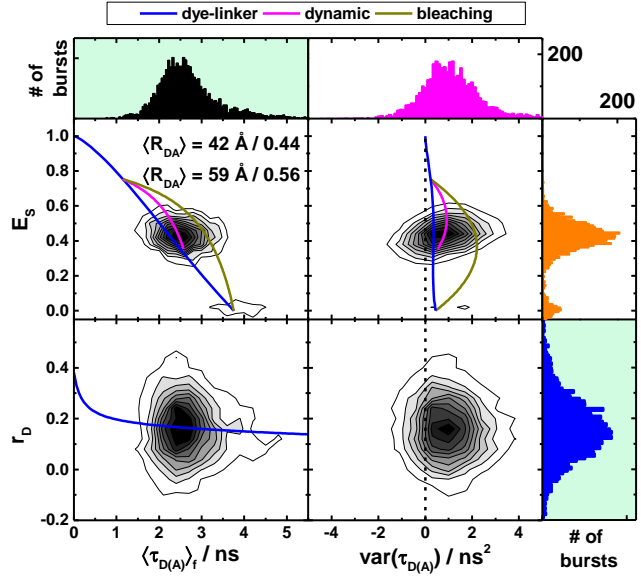 dye-linker dynamic bleaching
# of bursts
200
200
⟨R_DA⟩ = 42 Å / 0.44
⟨R_DA⟩ = 59 Å / 0.56
E_S
1.0
0.8
0.6
0.4
0.2
0.0
r_D
0.4
0.2
0.0
-0.2
0 1 2 3 4 5
-4 0 4
⟨τ_D(A)⟩_f / ns
var(τ_D(A)) / ns²
# of
bursts